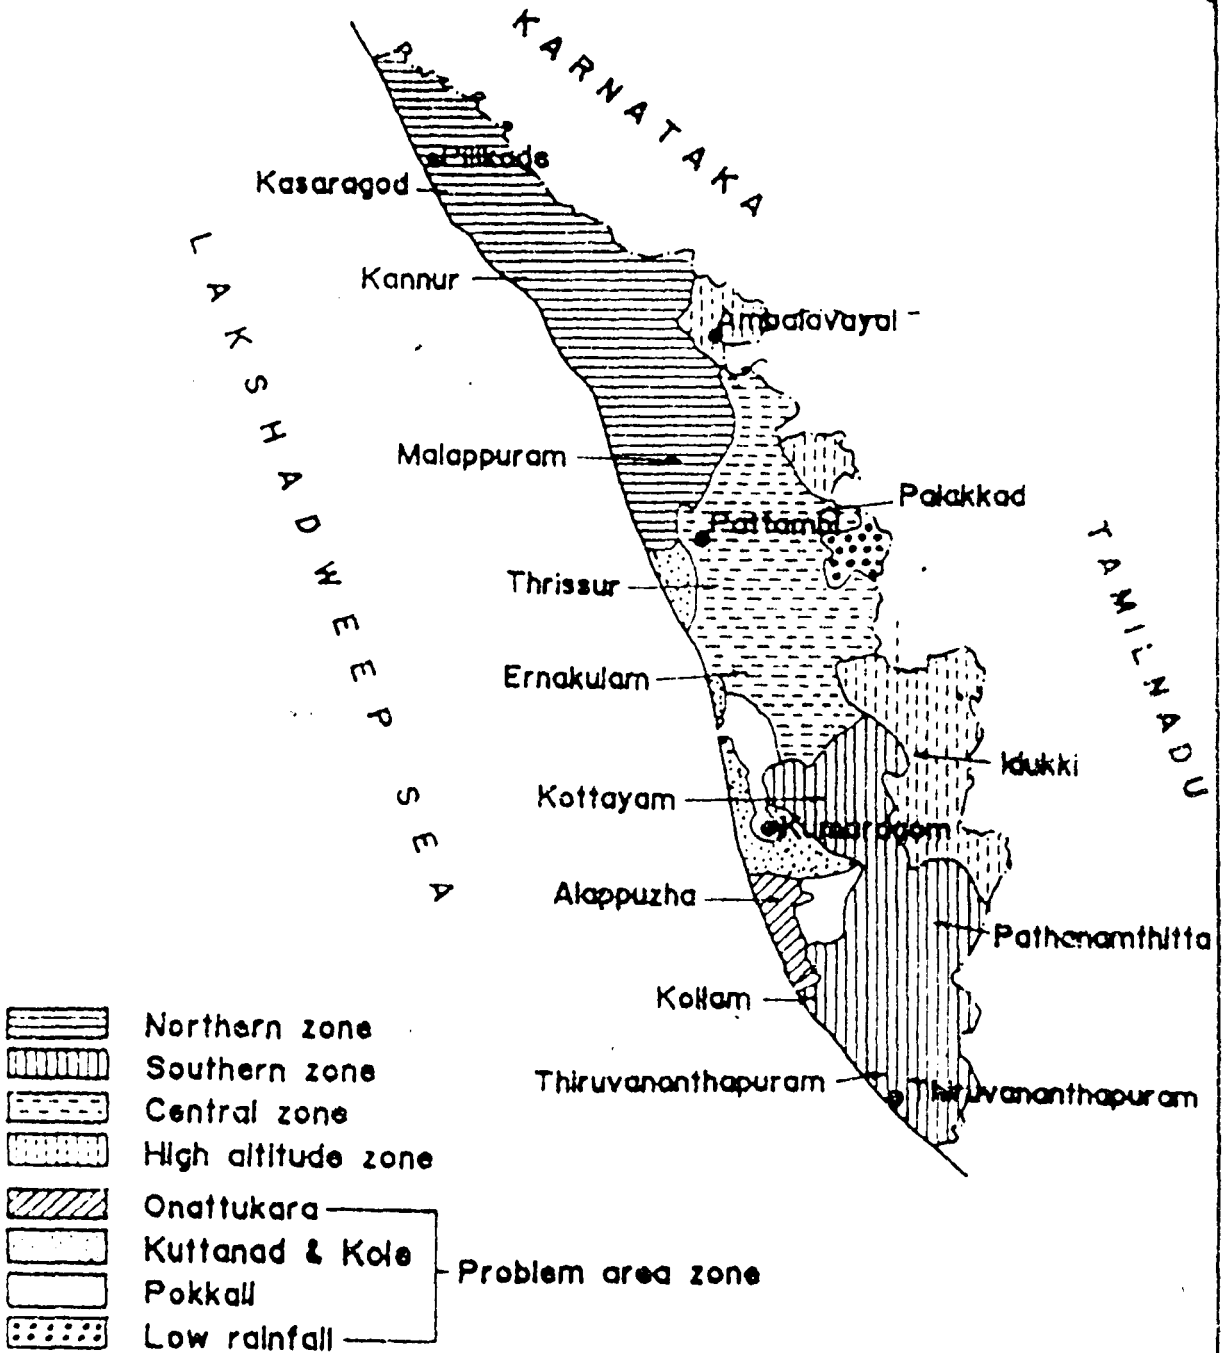 KARNATAKA
Pilikode
Kasaragod
LAKSHADWEEP SEA
Kannur
Ambalavayal
Malappuram
Palakkad
Pattambi
TAMILNADU
Thrissur
Ernakulam
Idukki
Kottayam
Kumaragom
Alappuzha
Pathanamthitta
Kollam
Thiruvananthapuram
Thiruvananthapuram
Northern zone
Southern zone
Central zone
High altitude zone
Onattukara
Kuttanad & Kole
Problem area zone
Pokkali
Low rainfall